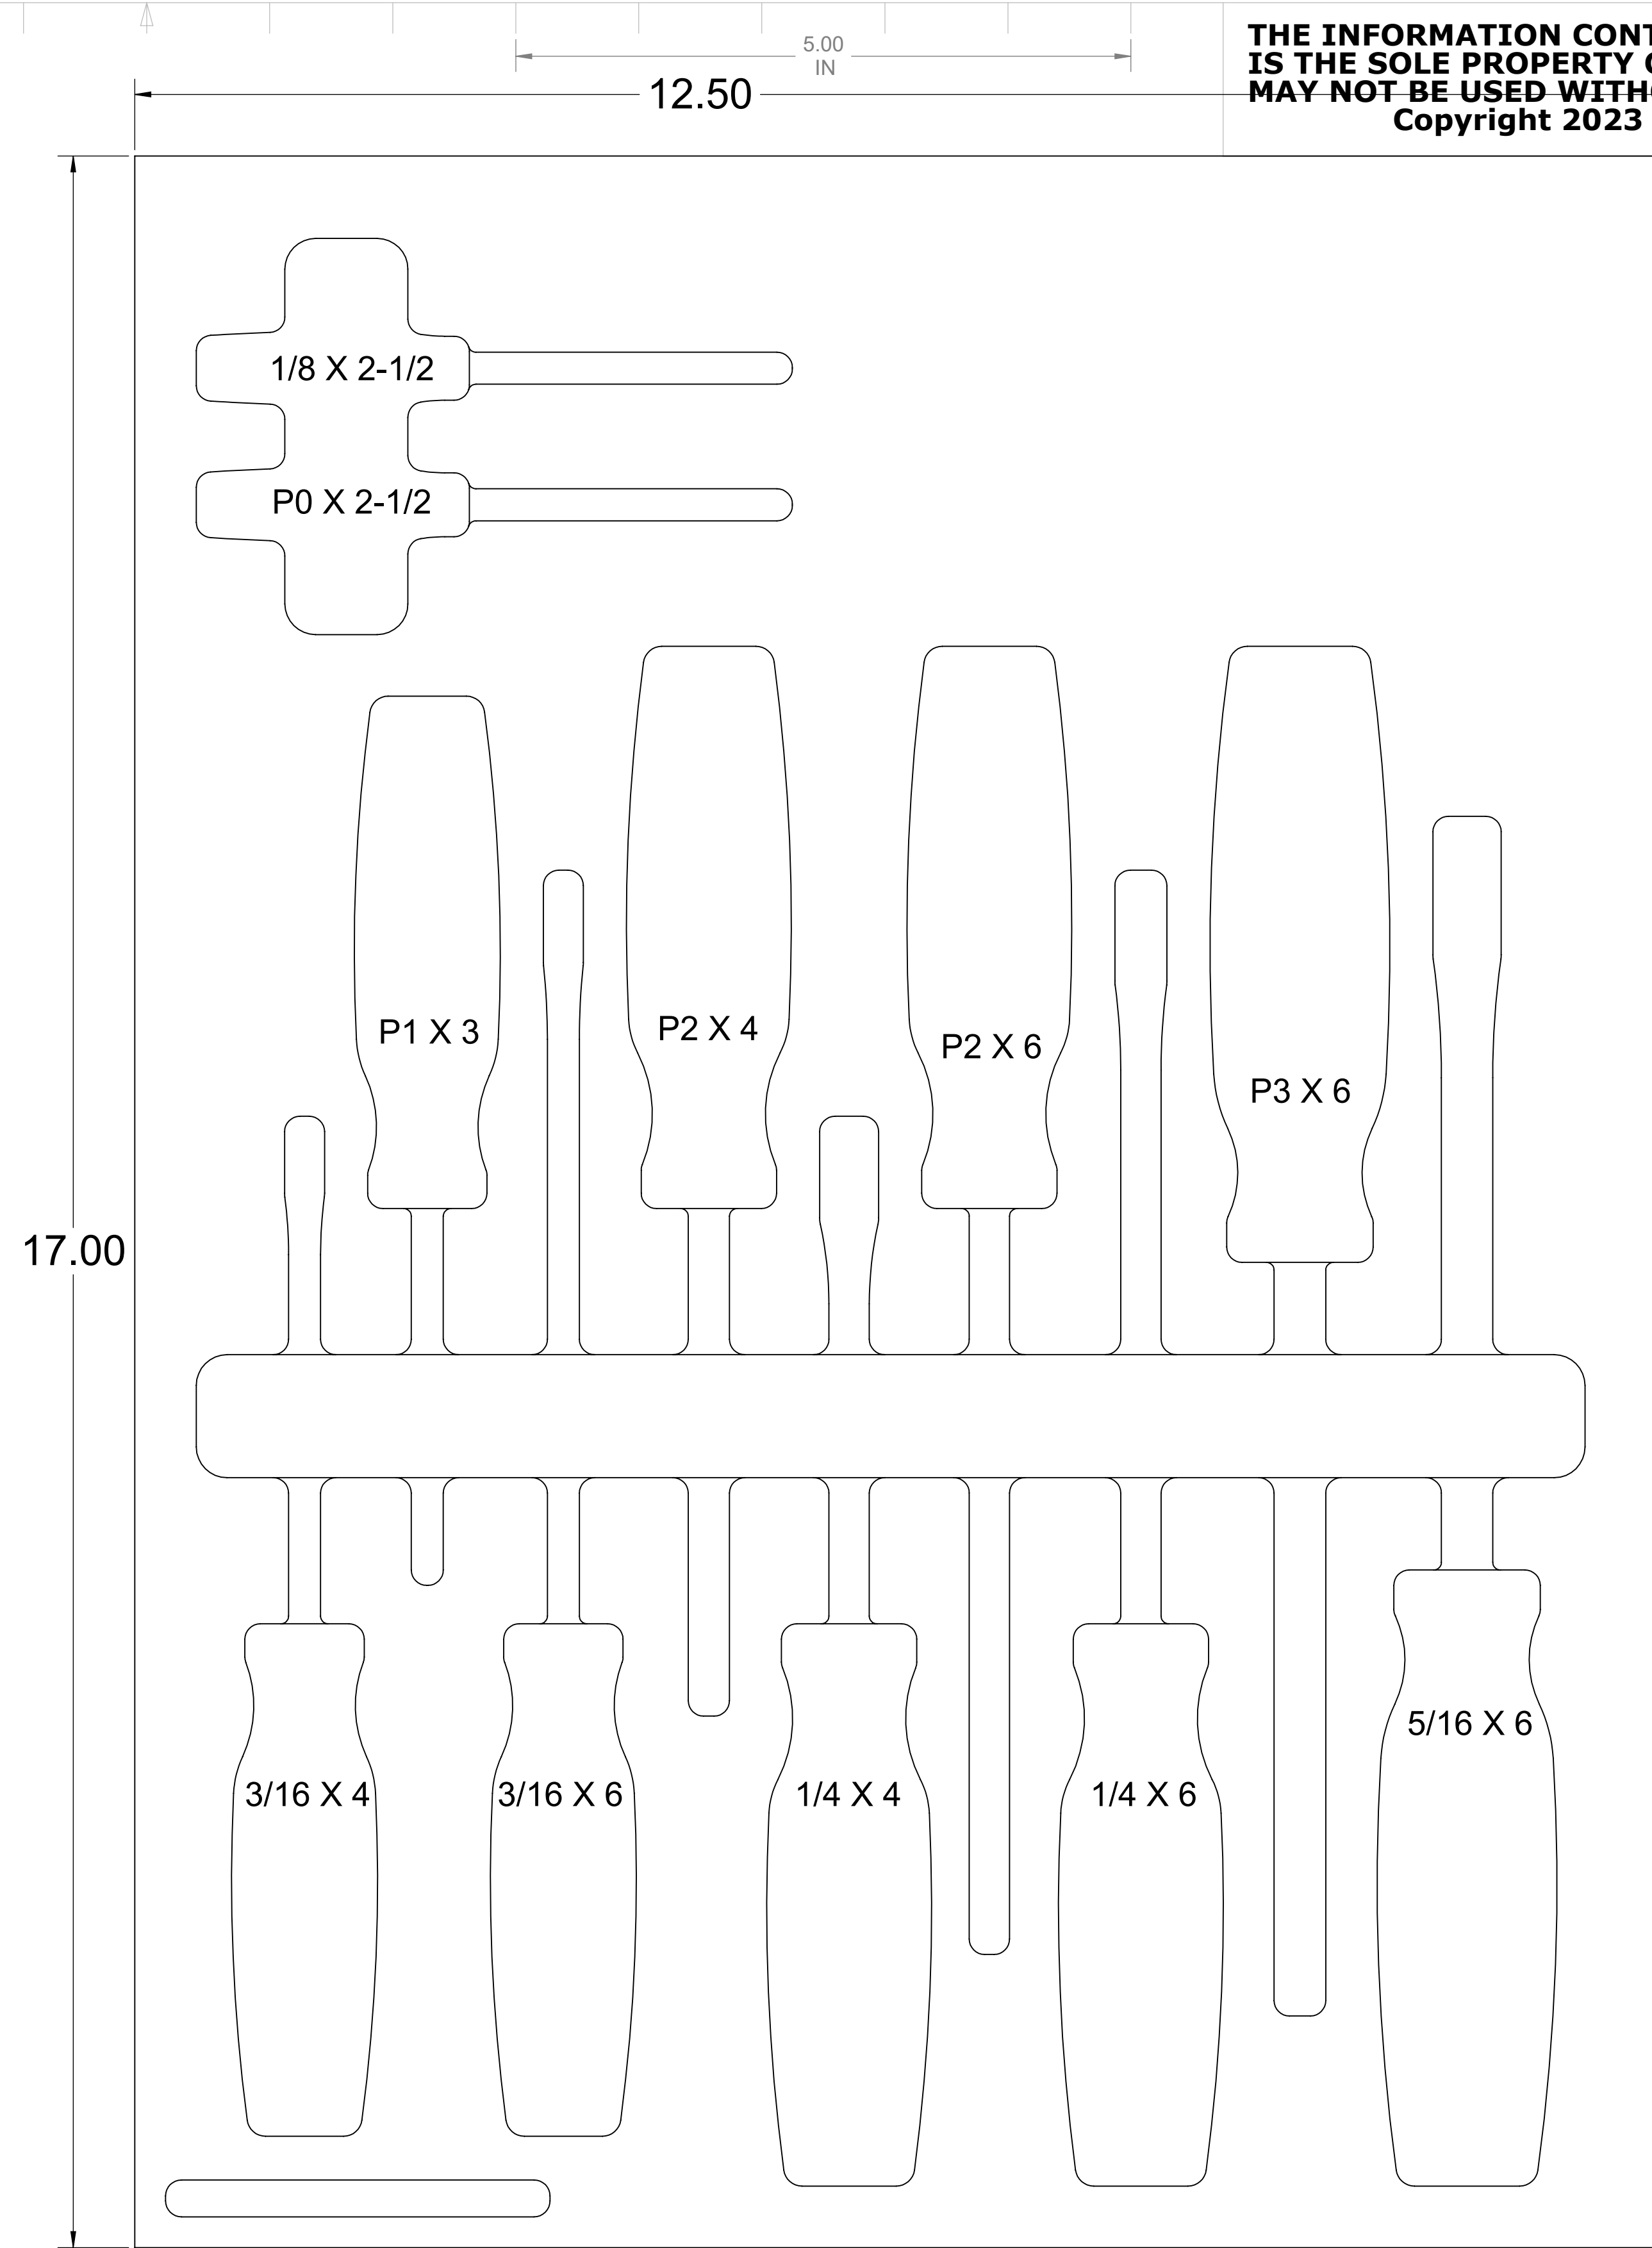 THE INFORMATION
IS THE SOLE PROPERTY
MAY NOT BE USED
Copyright 2023
5.00
IN
12.50
1/8 X 2-1/2
P0 X 2-1/2
P1 X 3
P2 X 4
P2 X 6
P3 X 6
17.00
5/16 X 6
3/16 X 4
3/16 X 6
1/4 X 4
1/4 X 6